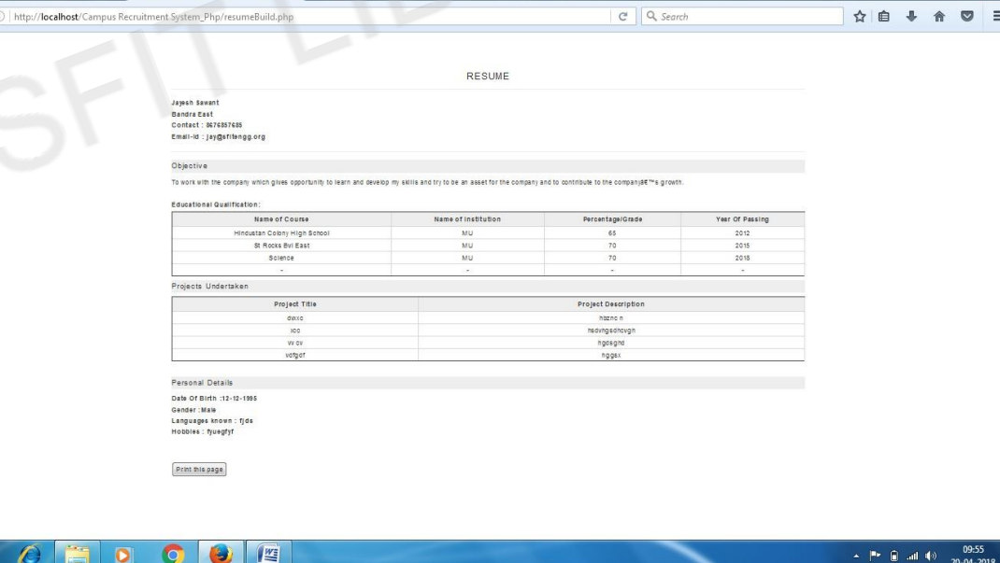 http://localhost/Campus Recruitment System_Php/resumeBuild.php
Search
SFIT LIB
RESUME
Jayesh Sawant
Bandra East
Contact : 8676857685
Email-Id : jay@sfitengg.org
Objective
To work with the company which gives opportunity to learn and develop my skills and try to be an asset for the company and to contribute to the companyâ€™s growth.
Educational Qualification:
Name of Course Name of Institution Percentage/Grade Year Of Passing
Hindustan Colony High School MU 65 2012
St Rocks Bvl East MU 70 2015
Science MU 70 2018
- - - -
Projects Undertaken
Project Title Project Description
hbznc n
xcc hsdvhgsdhcvgh
vv cv
vdfgdf hggsx
Personal Details
Date Of Birth :12-12-1995
Gender :Male
Languages known : fjds
Hobbies : fyuegfyf
Print this page
09:55
20-04-2018